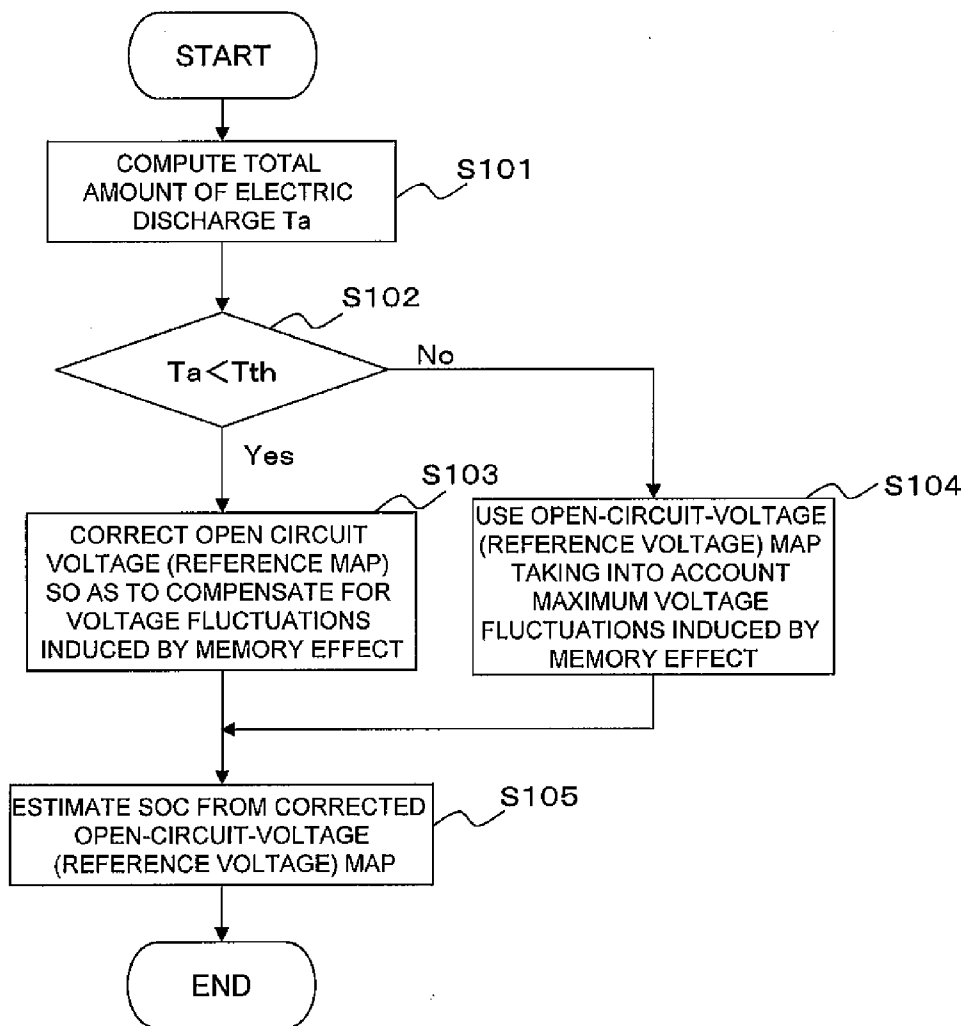 START
COMPUTE TOTAL
AMOUNT OF ELECTRIC
DISCHARGE Ta
S101
S102
Ta<Tth
No
Yes
S103
CORRECT OPEN CIRCUIT
VOLTAGE (REFERENCE MAP)
SO AS TO COMPENSATE FOR
VOLTAGE FLUCTUATIONS
INDUCED BY MEMORY EFFECT
S104
USE OPEN-CIRCUIT-VOLTAGE
(REFERENCE VOLTAGE) MAP
TAKING INTO ACCOUNT
MAXIMUM VOLTAGE
FLUCTUATIONS INDUCED BY
MEMORY EFFECT
ESTIMATE SOC FROM CORRECTED
OPEN-CIRCUIT-VOLTAGE
(REFERENCE VOLTAGE) MAP
S105
END